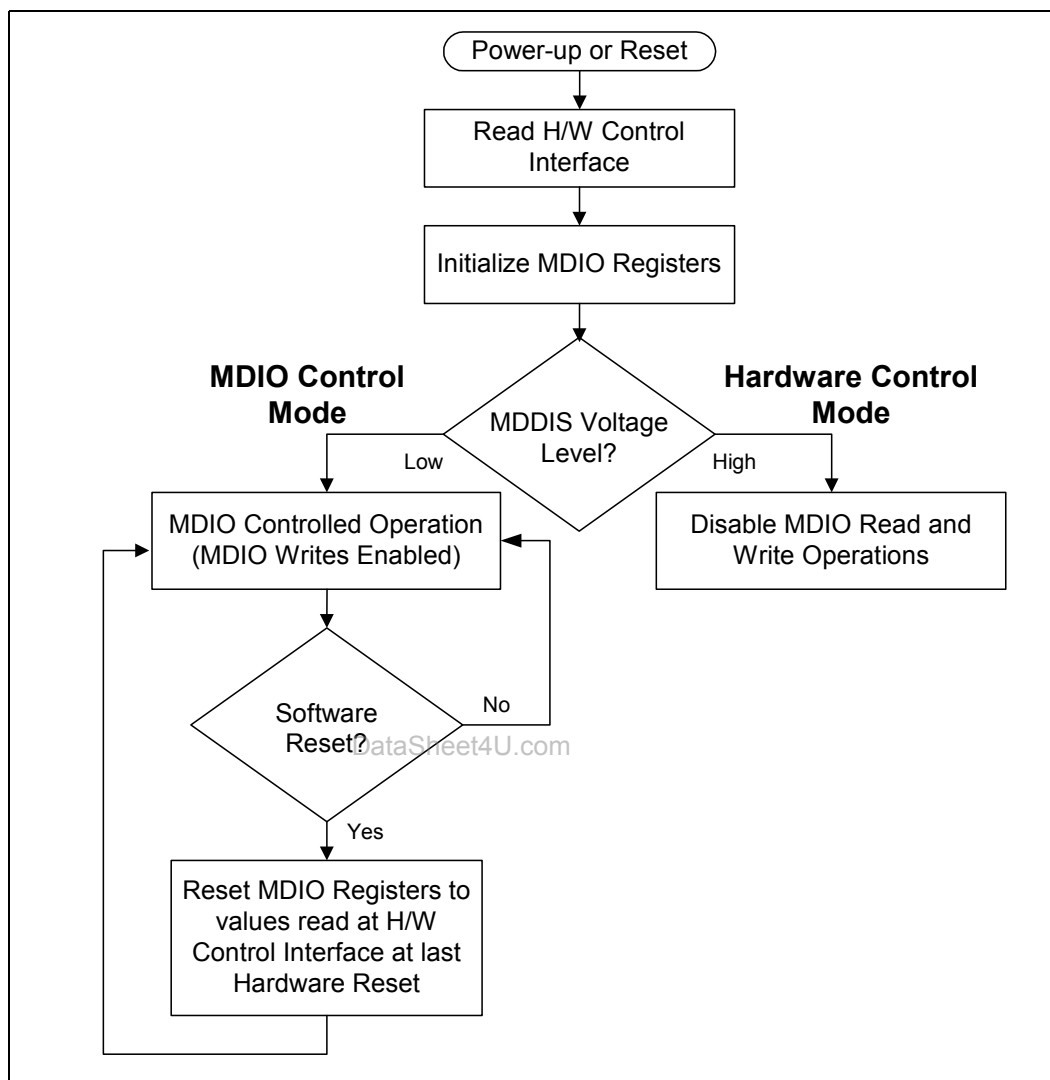 Power-up or Reset
Read H/W Control
Interface
Initialize MDIO Registers
MDIO Control
Mode
Hardware Control
Mode
MDDIS Voltage
Level?
Low
High
MDIO Controlled Operation
(MDIO Writes Enabled)
Disable MDIO Read and
Write Operations
Software
Reset?
No
DataSheet4U.com
Yes
Reset MDIO Registers to
values read at H/W
Control Interface at last
Hardware Reset